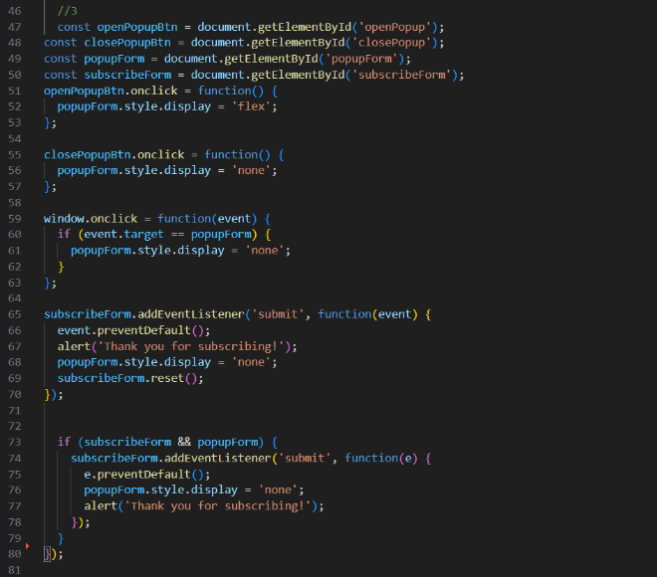 46 //3
47 const openPopupBtn = document.getElementById('openPopup');
48 const closePopupBtn = document.getElementById('closePopup');
49 const popupForm = document.getElementById('popupForm');
50 const subscribeForm = document.getElementById('subscribeForm');
51 openPopupBtn.onclick = function() {
52 popupForm.style.display = 'flex';
53 };
54
55 closePopupBtn.onclick = function() {
56 popupForm.style.display = 'none';
57 };
58
59 window.onclick = function(event) {
60 if (event.target == popupForm) {
61 popupForm.style.display = 'none';
62 }
63 };
64
65 subscribeForm.addEventListener('submit', function(event) {
66 event.preventDefault();
67 alert('Thank you for subscribing!');
68 popupForm.style.display = 'none';
69 subscribeForm.reset();
70 });
71
72
73 if (subscribeForm && popupForm) {
74 subscribeForm.addEventListener('submit', function(e) {
75 e.preventDefault();
76 popupForm.style.display = 'none';
77 alert('Thank you for subscribing!');
78 });
79 }
80 });
81